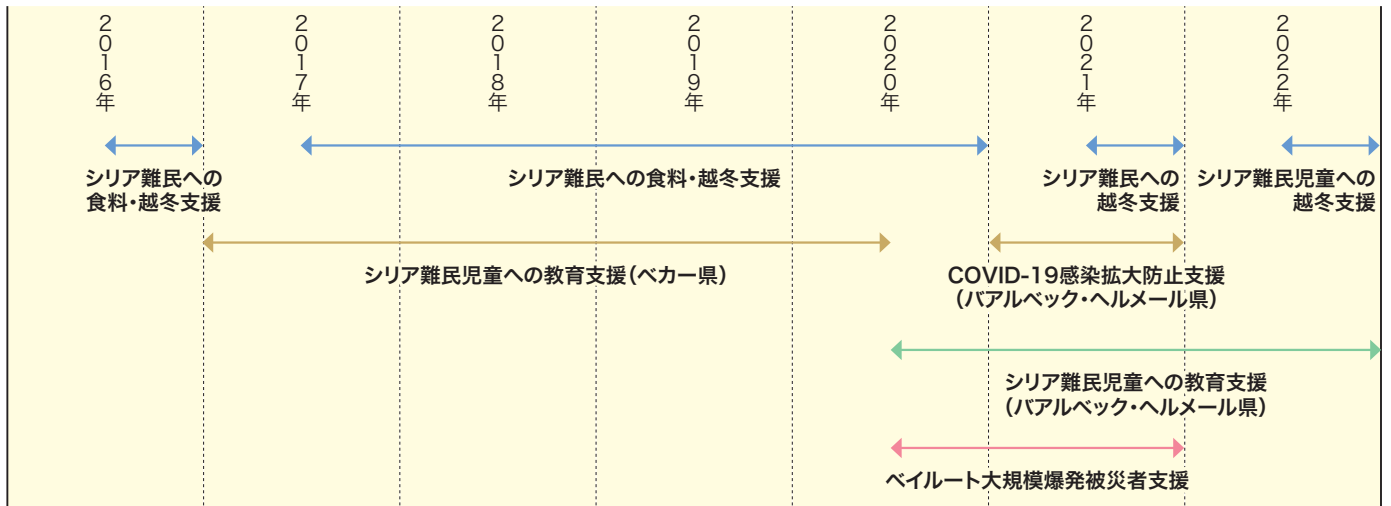 2016年
2017年
2018年
2019年
2020年
2021年
2022年
シリア難民への
食料・越冬支援
シリア難民への食料・越冬支援
シリア難民への
越冬支援
シリア難民児童への
越冬支援
シリア難民児童への教育支援（ベカー県）
COVID-19感染拡大防止支援
（バアルベック・ヘルメール県）
シリア難民児童への教育支援
（バアルベック・ヘルメール県）
ベイルート大規模爆発被災者支援